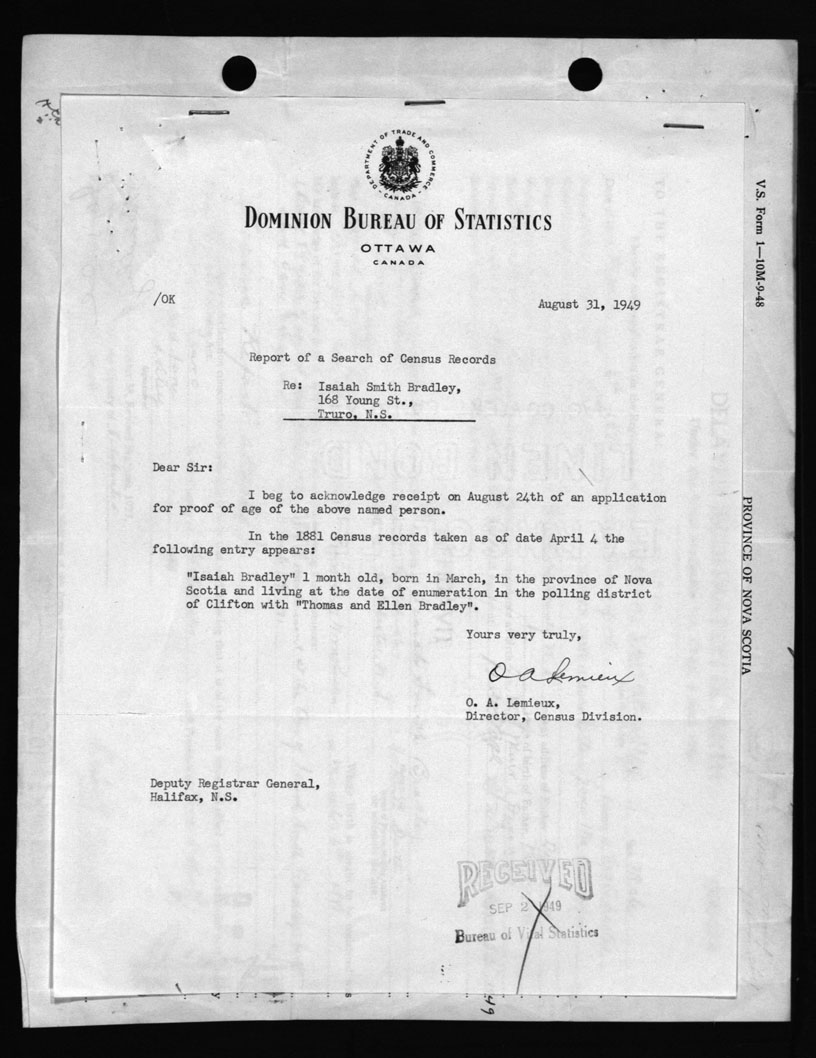 DEPARTMENT OF TRADE AND COMMERCE
CANADA
DOMINION BUREAU OF STATISTICS
OTTAWA
CANADA
/OK
August 31, 1949
Report of a Search of Census Records
Re: Isaiah Smith Bradley,
168 Young St.,
Truro, N.S.
Dear Sir:
I beg to acknowledge receipt on August 24th of an application
for proof of age of the above named person.
In the 1881 Census records taken as of date April 4 the
following entry appears:
"Isaiah Bradley" 1 month old, born in March, in the province of Nova
Scotia and living at the date of enumeration in the polling district
of Clifton with "Thomas and Ellen Bradley".
Yours very truly,
O A Lemieux
O. A. Lemieux,
Director, Census Division.
Deputy Registrar General,
Halifax, N.S.
RECEIVED
SEP 2 1949
Bureau of Vital Statistics
V.S. Form 1—10M-9-48
PROVINCE OF NOVA SCOTIA
49